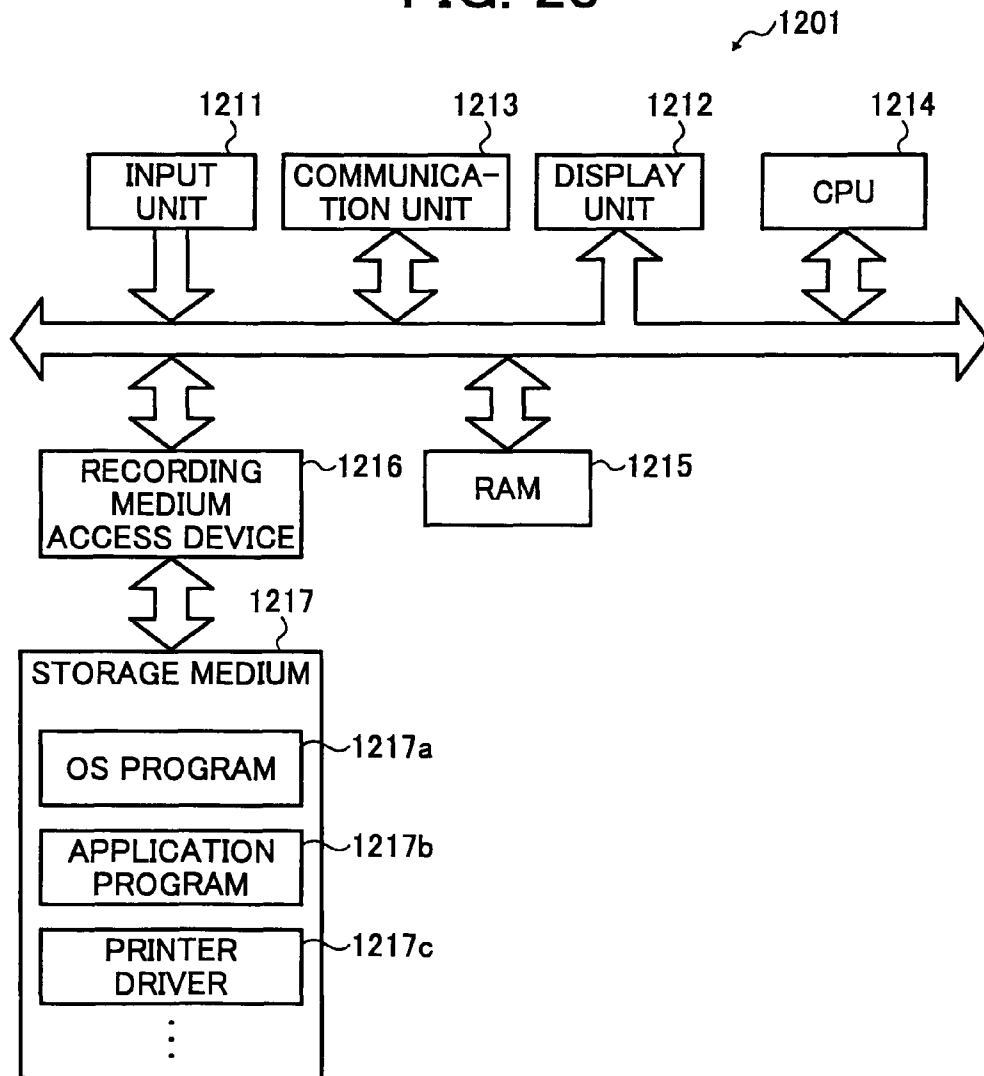 1201
1211
1213
1212
1214
INPUT
UNIT
COMMUNICA-
TION UNIT
DISPLAY
UNIT
CPU
RECORDING
MEDIUM
ACCESS DEVICE
1216
RAM
1215
1217
STORAGE MEDIUM
OS PROGRAM
1217a
APPLICATION
PROGRAM
1217b
PRINTER
DRIVER
1217c